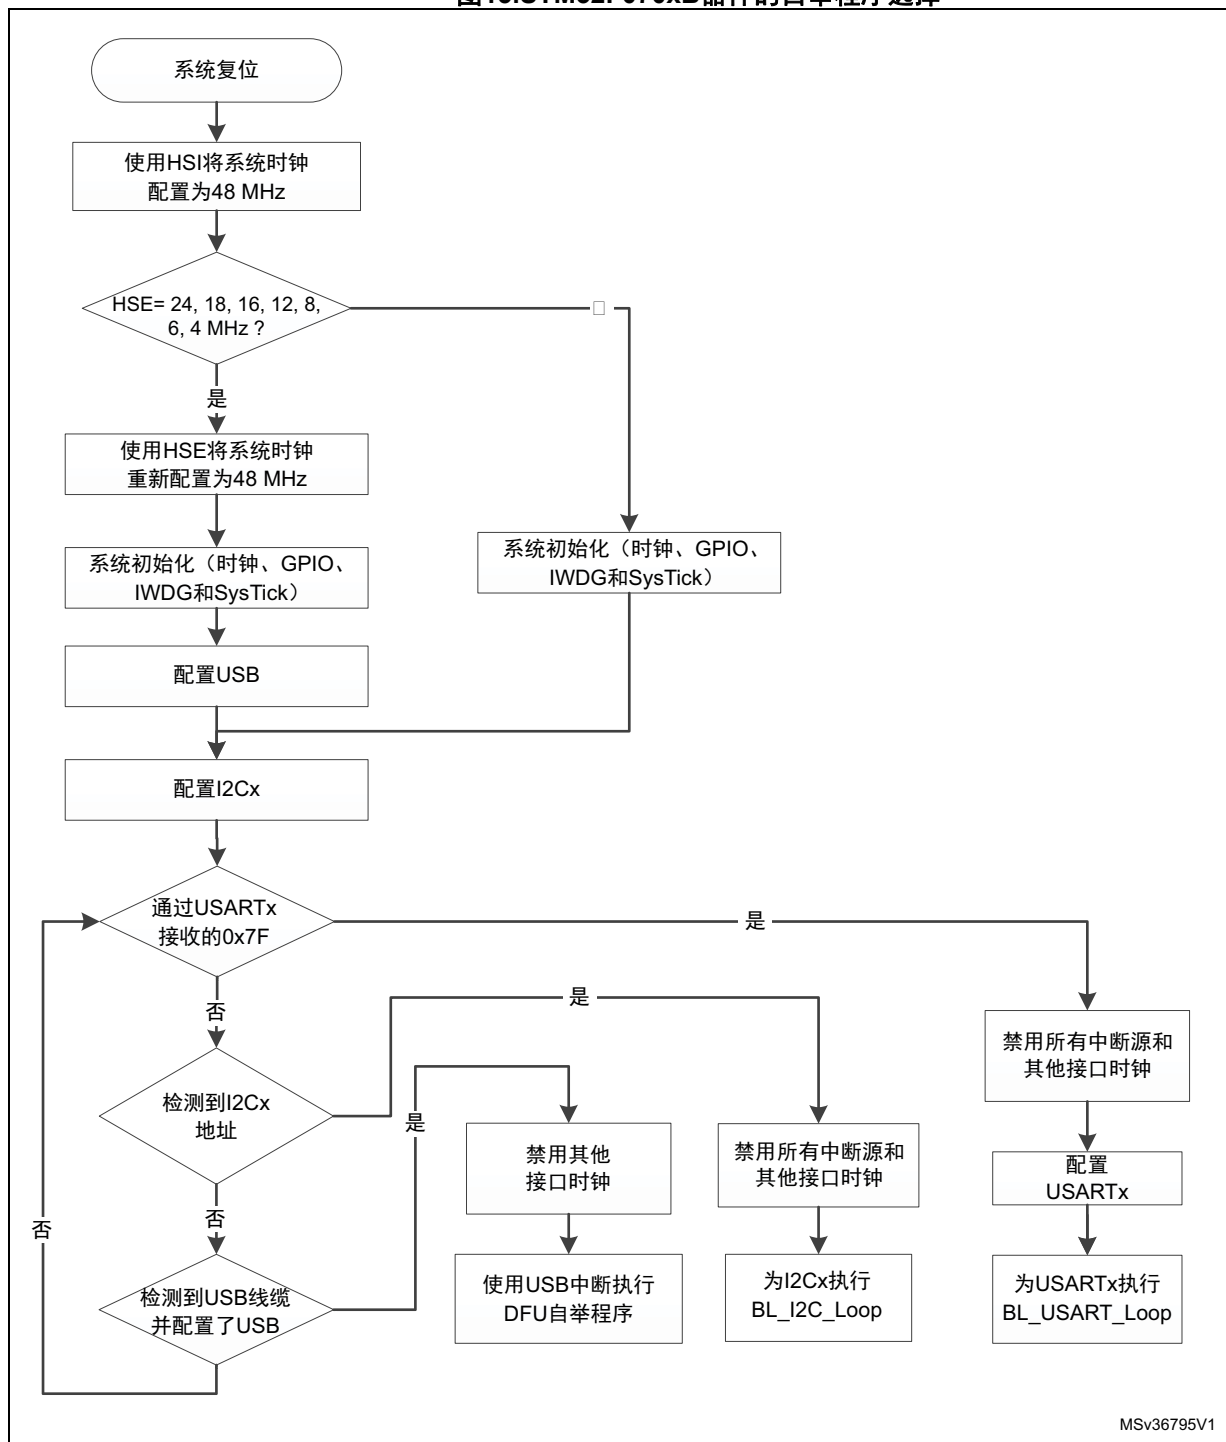 系统复位
使用HSI将系统时钟
配置为48 MHz
HSE= 24, 18, 16, 12, 8,
6, 4 MHz ?
是
使用HSE将系统时钟
重新配置为48 MHz
系统初始化（时钟、GPIO、
IWDG和SysTick）
系统初始化（时钟、GPIO、
IWDG和SysTick）
配置USB
配置I2Cx
通过USARTx
接收的0x7F
是
否
是
禁用所有中断源和
其他接口时钟
检测到I2Cx
地址
是
禁用其他
接口时钟
禁用所有中断源和
其他接口时钟
配置
USARTx
否
否
检测到USB线缆
并配置了USB
使用USB中断执行
DFU自举程序
为I2Cx执行
BL_I2C_Loop
为USARTx执行
BL_USART_Loop
MSv36795V1